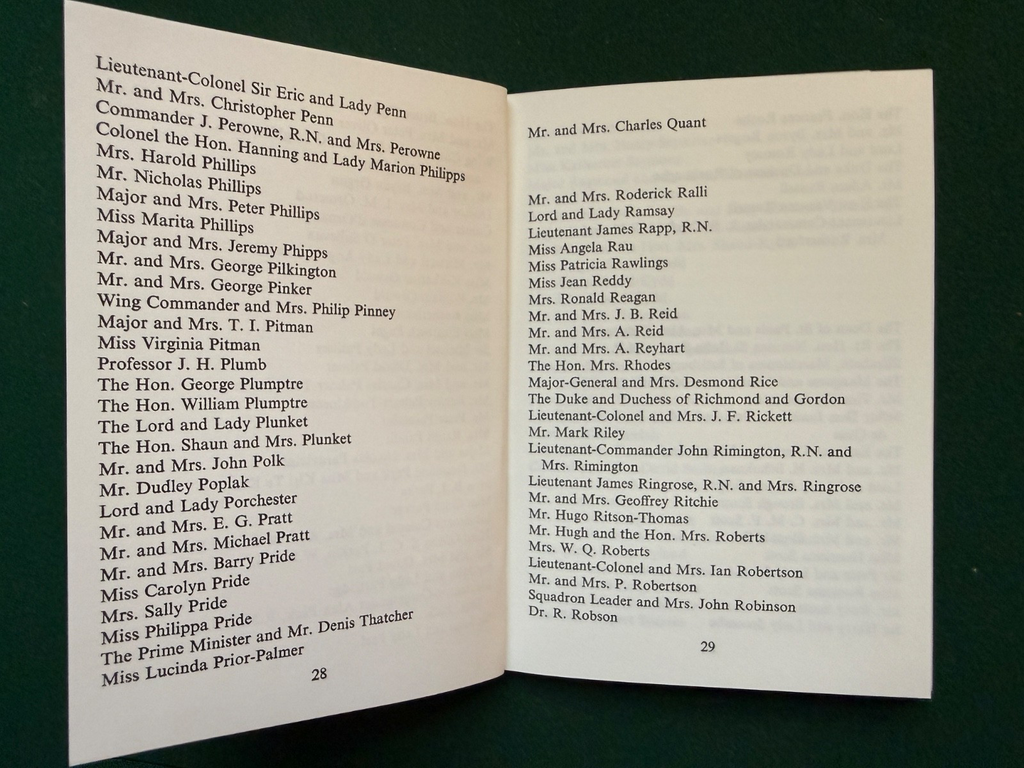 Lieutenant-Colonel Sir Eric and Lady Penn
Mr. and Mrs. Christopher Penn
Commander J. Perowne, R.N. and Mrs. Perowne
Colonel the Hon. Hanning and Lady Marion Philipps
Mrs. Harold Phillips
Mr. Nicholas Phillips
Major and Mrs. Peter Phillips
Miss Marita Phillips
Major and Mrs. Jeremy Phipps
Mr. and Mrs. George Pilkington
Mr. and Mrs. George Pinker
Wing Commander and Mrs. Philip Pinney
Major and Mrs. T. I. Pitman
Miss Virginia Pitman
Professor J. H. Plumb
The Hon. George Plumptre
The Hon. William Plumptre
The Lord and Lady Plunket
The Hon. Shaun and Mrs. Plunket
Mr. and Mrs. John Polk
Mr. Dudley Poplak
Lord and Lady Porchester
Mr. and Mrs. E. G. Pratt
Mr. and Mrs. Michael Pratt
Mr. and Mrs. Barry Pride
Miss Carolyn Pride
Mrs. Sally Pride
Miss Philippa Pride
The Prime Minister and Mr. Denis Thatcher
Miss Lucinda Prior-Palmer
28
Mr. and Mrs. Charles Quant
Mr. and Mrs. Roderick Ralli
Lord and Lady Ramsay
Lieutenant James Rapp, R.N.
Miss Angela Rau
Miss Patricia Rawlings
Miss Jean Reddy
Mrs. Ronald Reagan
Mr. and Mrs. J. B. Reid
Mr. and Mrs. A. Reid
Mr. and Mrs. A. Reyhart
The Hon. Mrs. Rhodes
Major-General and Mrs. Desmond Rice
The Duke and Duchess of Richmond and Gordon
Lieutenant-Colonel and Mrs. J. F. Rickett
Mr. Mark Riley
Lieutenant-Commander John Rimington, R.N. and
Mrs. Rimington
Lieutenant James Ringrose, R.N. and Mrs. Ringrose
Mr. and Mrs. Geoffrey Ritchie
Mr. Hugo Ritson-Thomas
Mr. Hugh and the Hon. Mrs. Roberts
Mrs. W. Q. Roberts
Lieutenant-Colonel and Mrs. Ian Robertson
Mr. and Mrs. P. Robertson
Squadron Leader and Mrs. John Robinson
Dr. R. Robson
29